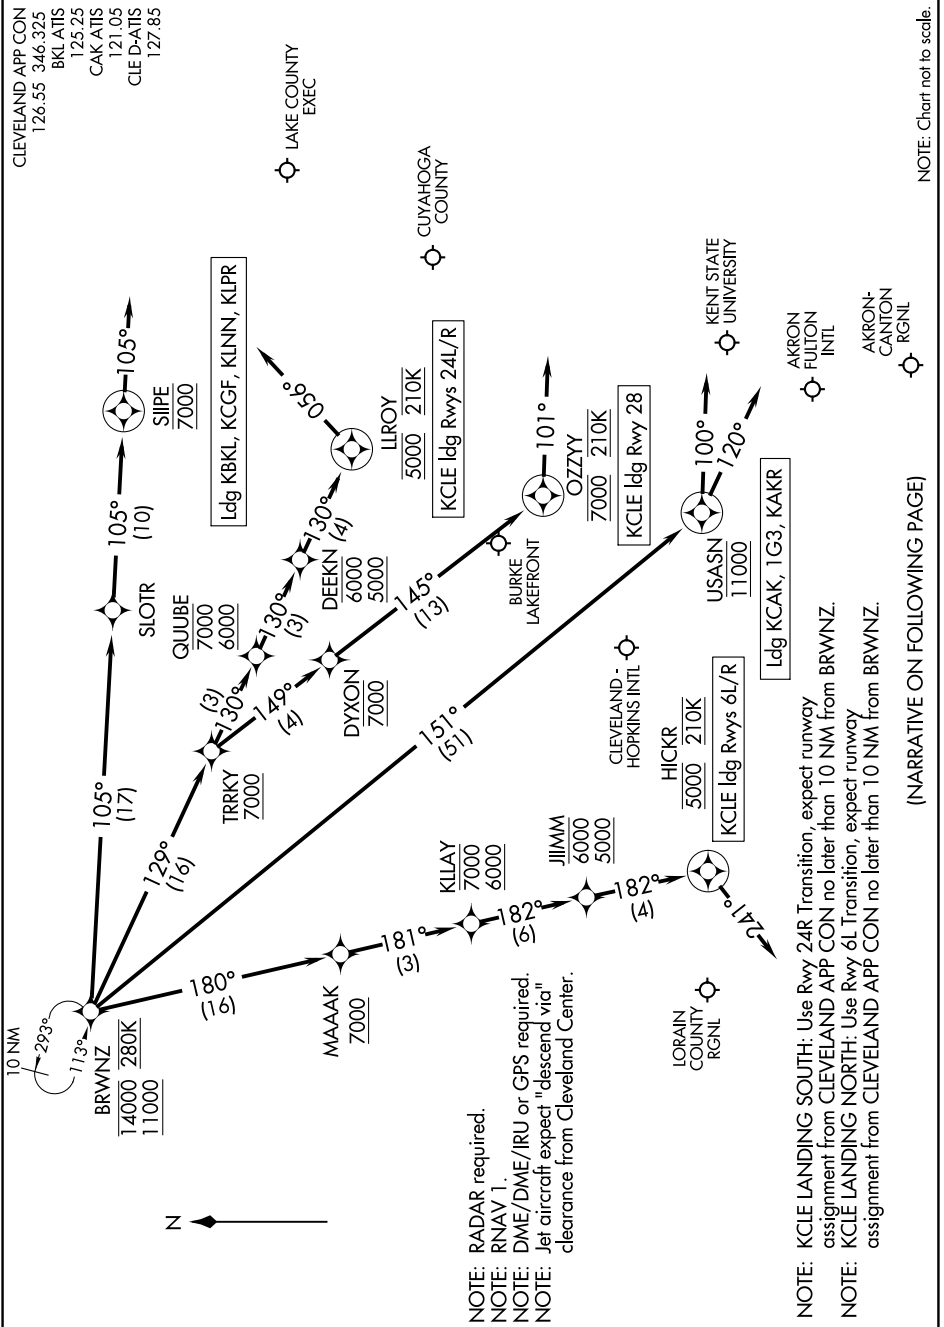 CLEVELAND APP CON
126.55 346.325
BKL ATIS
125.25
CAK ATIS
121.05
CLE D-ATIS
127.85
10 NM
293°
113°
BRWNZ
14000 280K
11000
N
105°
(17)
SLOTR
105°
(10)
SIIPE
7000
105°
129°
(16)
TRRKY
7000
130°
(3)
QUUBE
7000
6000
130°
(3)
DEEKN
6000
5000
130°
(4)
LLROY
5000 210K
KCLE ldg Rwys 24L/R
056°
Ldg KBKL, KCGF, KLNN, KLPR
LAKE COUNTY
EXEC
CUYAHOGA
COUNTY
149°
(4)
DYXON
7000
145°
(13)
BURKE
LAKEFRONT
OZZYY
7000 210K
KCLE ldg Rwy 28
101°
151°
(51)
USASN
11000
Ldg KCAK, 1G3, KAKR
100°
120°
KENT STATE
UNIVERSITY
AKRON
FULTON
INTL
AKRON-
CANTON
RGNL
180°
(16)
MAAAK
7000
181°
(3)
KLLAY
7000
6000
182°
(6)
JIIMM
6000
5000
182°
(4)
HICKR
5000 210K
KCLE ldg Rwys 6L/R
241°
CLEVELAND -
HOPKINS INTL
LORAIN
COUNTY
RGNL
NOTE: RADAR required.
NOTE: RNAV 1.
NOTE: DME/DME/IRU or GPS required.
NOTE: Jet aircraft expect "descend via"
clearance from Cleveland Center.
NOTE: KCLE LANDING SOUTH: Use Rwy 24R Transition, expect runway
assignment from CLEVELAND APP CON no later than 10 NM from BRWNZ.
NOTE: KCLE LANDING NORTH: Use Rwy 6L Transition, expect runway
assignment from CLEVELAND APP CON no later than 10 NM from BRWNZ.
(NARRATIVE ON FOLLOWING PAGE)
NOTE: Chart not to scale.